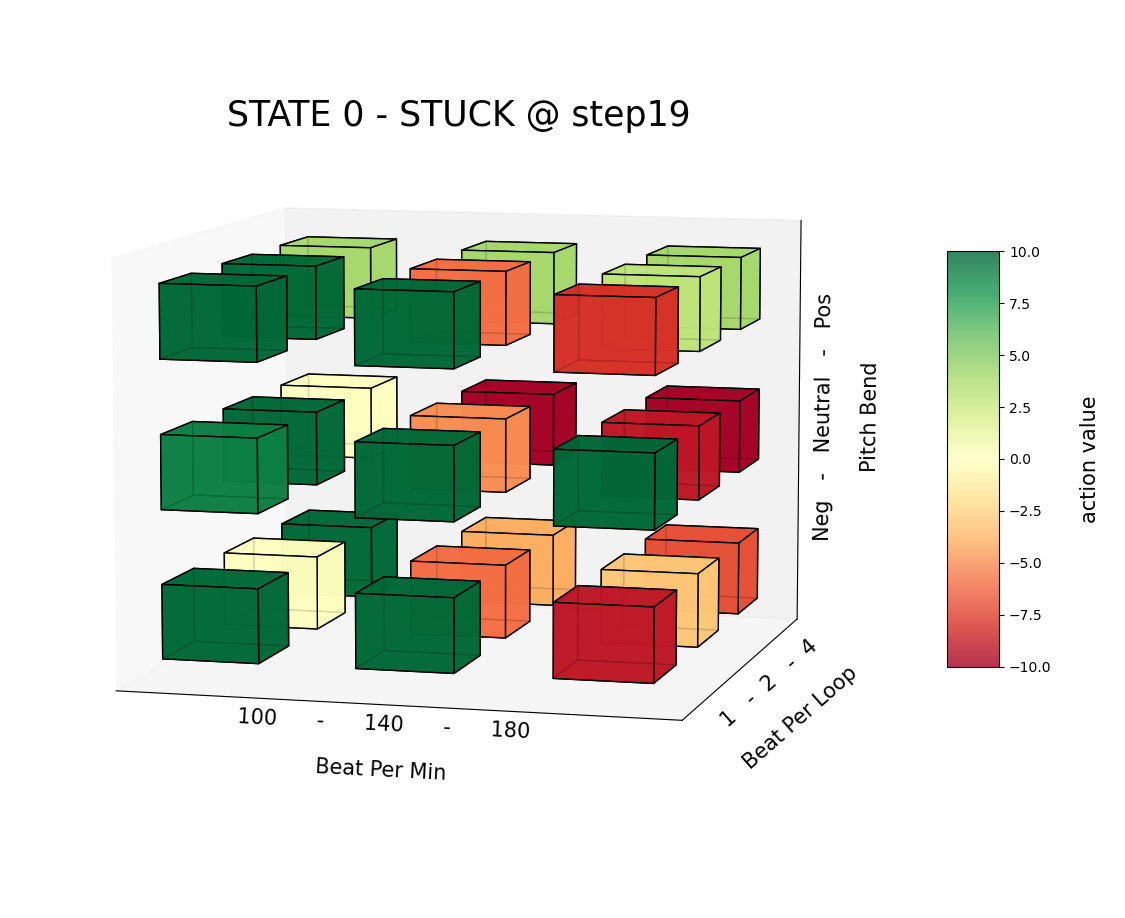 STATE 0 - STUCK @ step19
10.0
7.5
5.0
2.5
0.0
−2.5
−5.0
−7.5
−10.0
action value
Neg - Neutral - Pos
Pitch Bend
1 - 2 - 4
Beat Per Loop
100 - 140 - 180
Beat Per Min